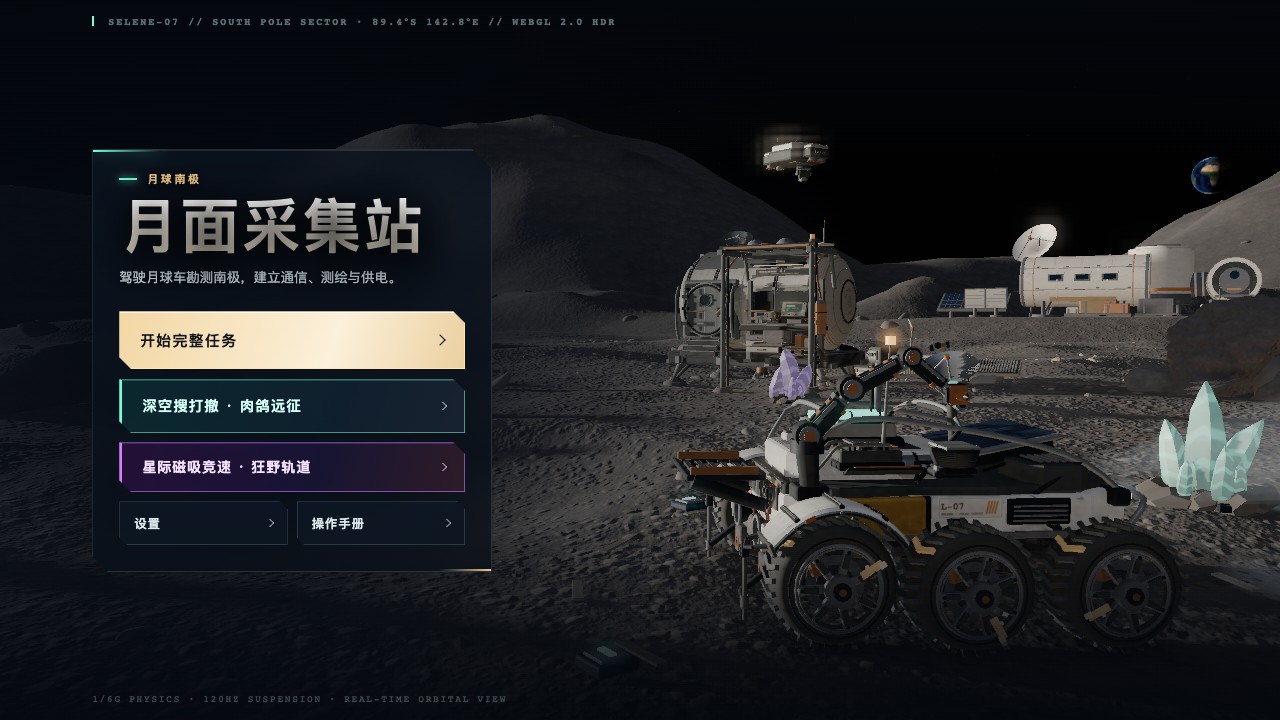 SELENE-07 // SOUTH POLE SECTOR · 89.4°S 142.8°E // WEBGL 2.0 HDR
月球南极
月面采集站
驾驶月球车勘测南极，建立通信、测绘与供电。
开始完整任务
深空搜打撤 · 肉鸽远征
星际磁吸竞速 · 狂野轨道
设置
操作手册
L-07
1/6G PHYSICS · 120HZ SUSPENSION · REAL-TIME ORBITAL VIEW